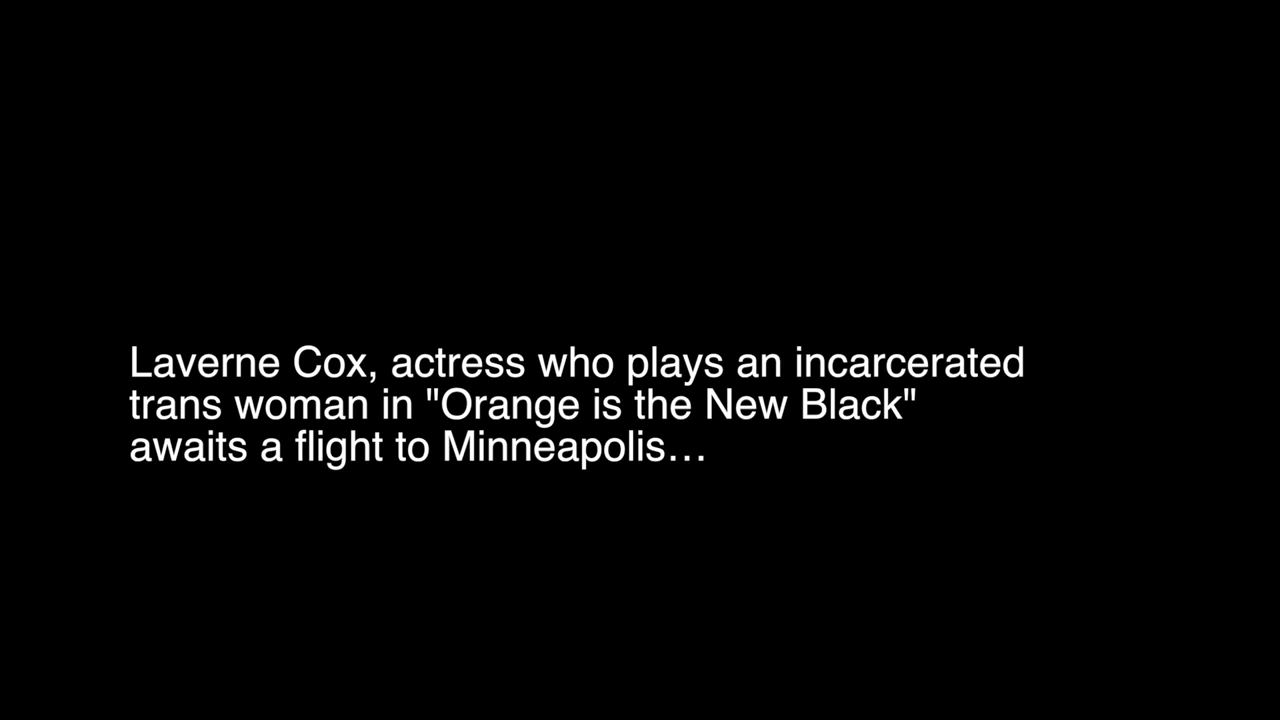 Laverne Cox, actress who plays an incarcerated
trans woman in "Orange is the New Black"
awaits a flight to Minneapolis…